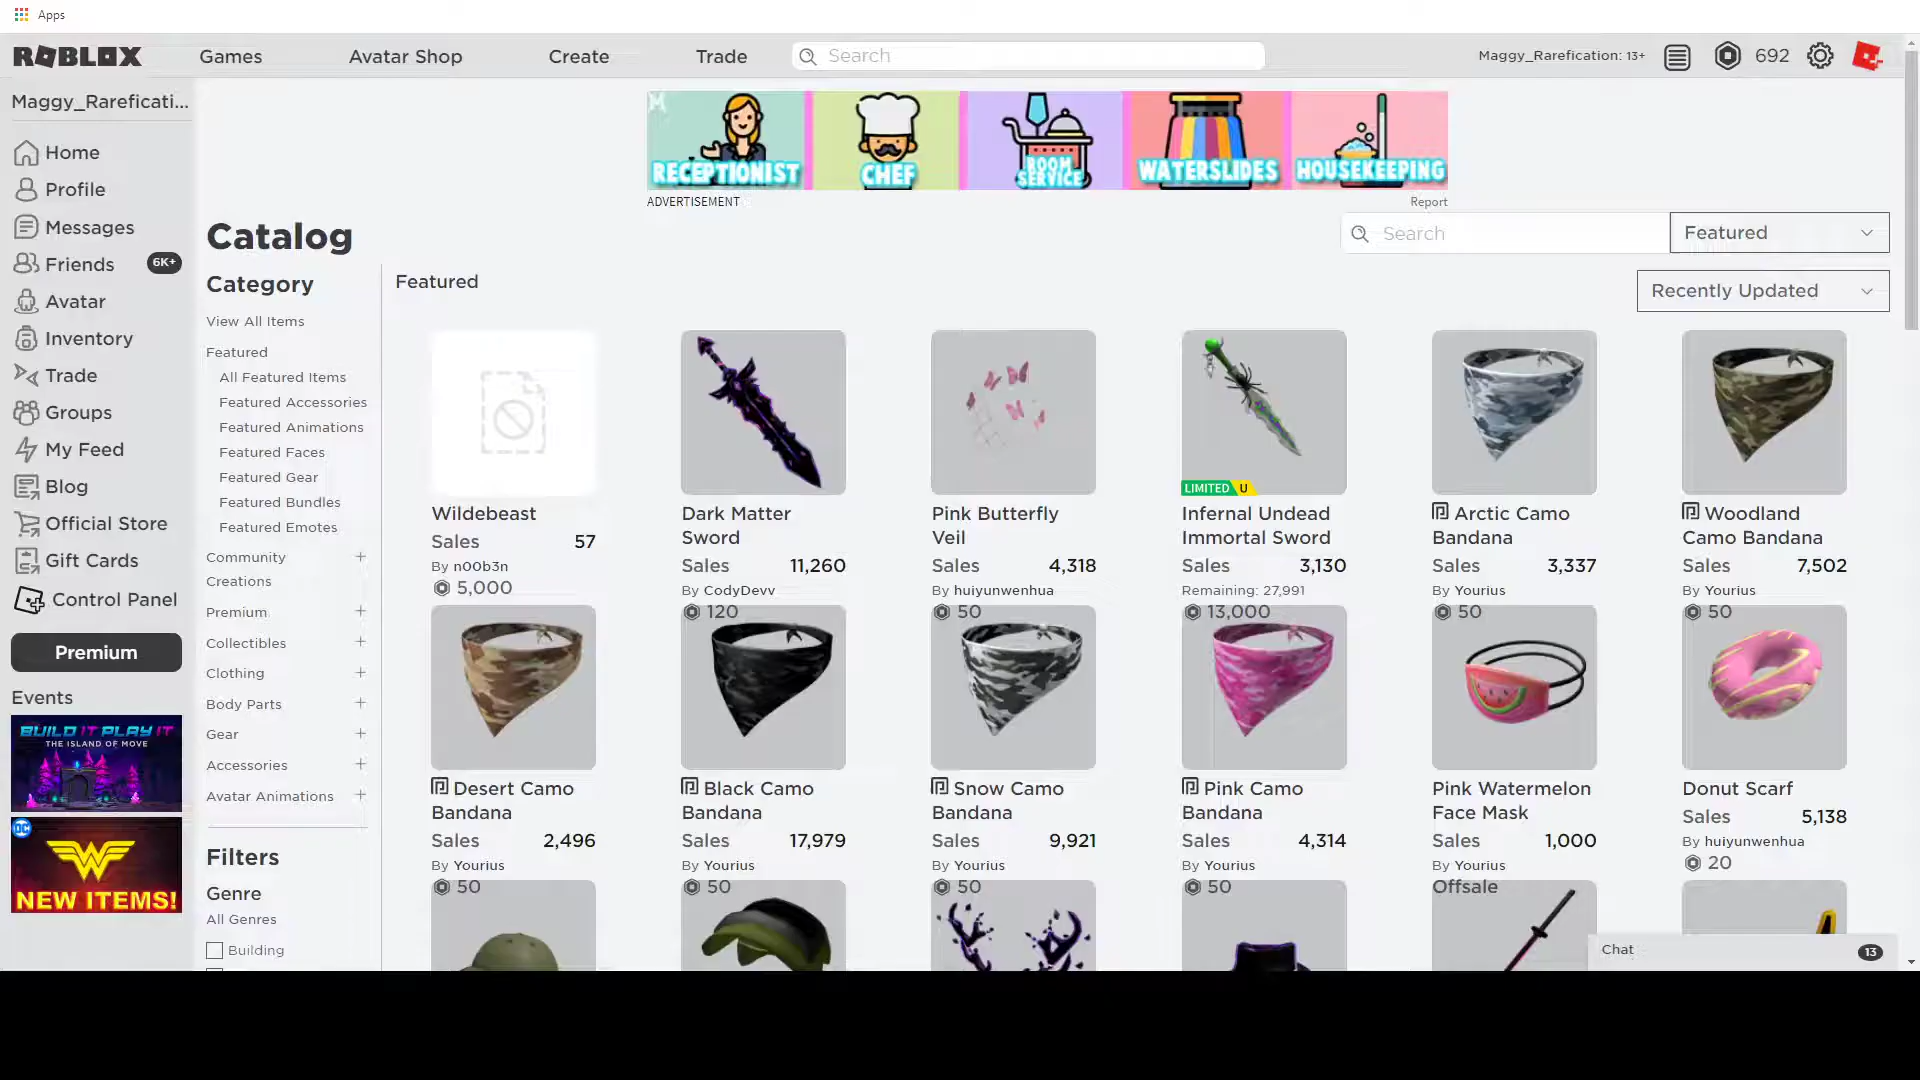 Apps
ROBLOX
Games
Avatar Shop
Create
Trade
Search
Maggy_Rarefication: 13+
692
Maggy_Rareficati...
Home
Profile
Messages
Friends
6K+
Avatar
Inventory
Trade
Groups
My Feed
Blog
Official Store
Gift Cards
Control Panel
Premium
Events
BUILD IT PLAY IT
THE ISLAND OF MOVE
DC
NEW ITEMS!
RECEPTIONIST
CHEF
ROOM
SERVICE
WATERSLIDES
HOUSEKEEPING
ADVERTISEMENT
Report
Catalog
Search
Featured
Category
View All Items
Featured
All Featured Items
Featured Accessories
Featured Animations
Featured Faces
Featured Gear
Featured Bundles
Featured Emotes
Community
Creations
+
Premium +
Collectibles +
Clothing +
Body Parts +
Gear +
Accessories +
Avatar Animations +
Filters
Genre
All Genres
Building
Featured
Recently Updated
Wildebeast
Sales 57
By n00b3n
5,000
Dark Matter
Sword
Sales 11,260
By CodyDevv
120
Pink Butterfly
Veil
Sales 4,318
By huiyunwenhua
50
LIMITED U
Infernal Undead
Immortal Sword
Sales 3,130
Remaining: 27,991
13,000
Arctic Camo
Bandana
Sales 3,337
By Yourius
50
Woodland
Camo Bandana
Sales 7,502
By Yourius
50
Desert Camo
Bandana
Sales 2,496
By Yourius
50
Black Camo
Bandana
Sales 17,979
By Yourius
50
Snow Camo
Bandana
Sales 9,921
By Yourius
50
Pink Camo
Bandana
Sales 4,314
By Yourius
50
Pink Watermelon
Face Mask
Sales 1,000
By Yourius
Offsale
Donut Scarf
Sales 5,138
By huiyunwenhua
20
Chat
13